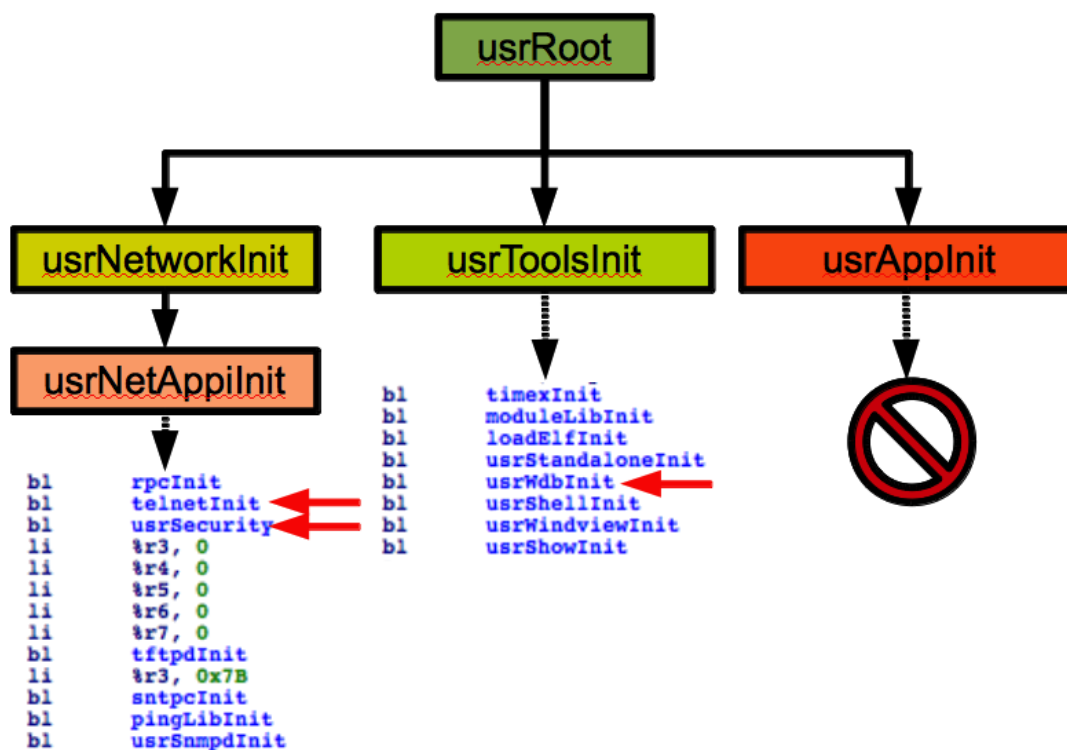 usrRoot
usrNetworkInit
usrToolsInit
usrAppInit
usrNetAppiInit
bl rpcInit
bl telnetInit
bl usrSecurity
li %r3, 0
li %r4, 0
li %r5, 0
li %r6, 0
li %r7, 0
bl tftpdInit
li %r3, 0x7B
bl sntpcInit
bl pingLibInit
bl usrSnmpdInit
bl timexInit
bl moduleLibInit
bl loadElfInit
bl usrStandaloneInit
bl usrWdbInit
bl usrShellInit
bl usrWindviewInit
bl usrShowInit